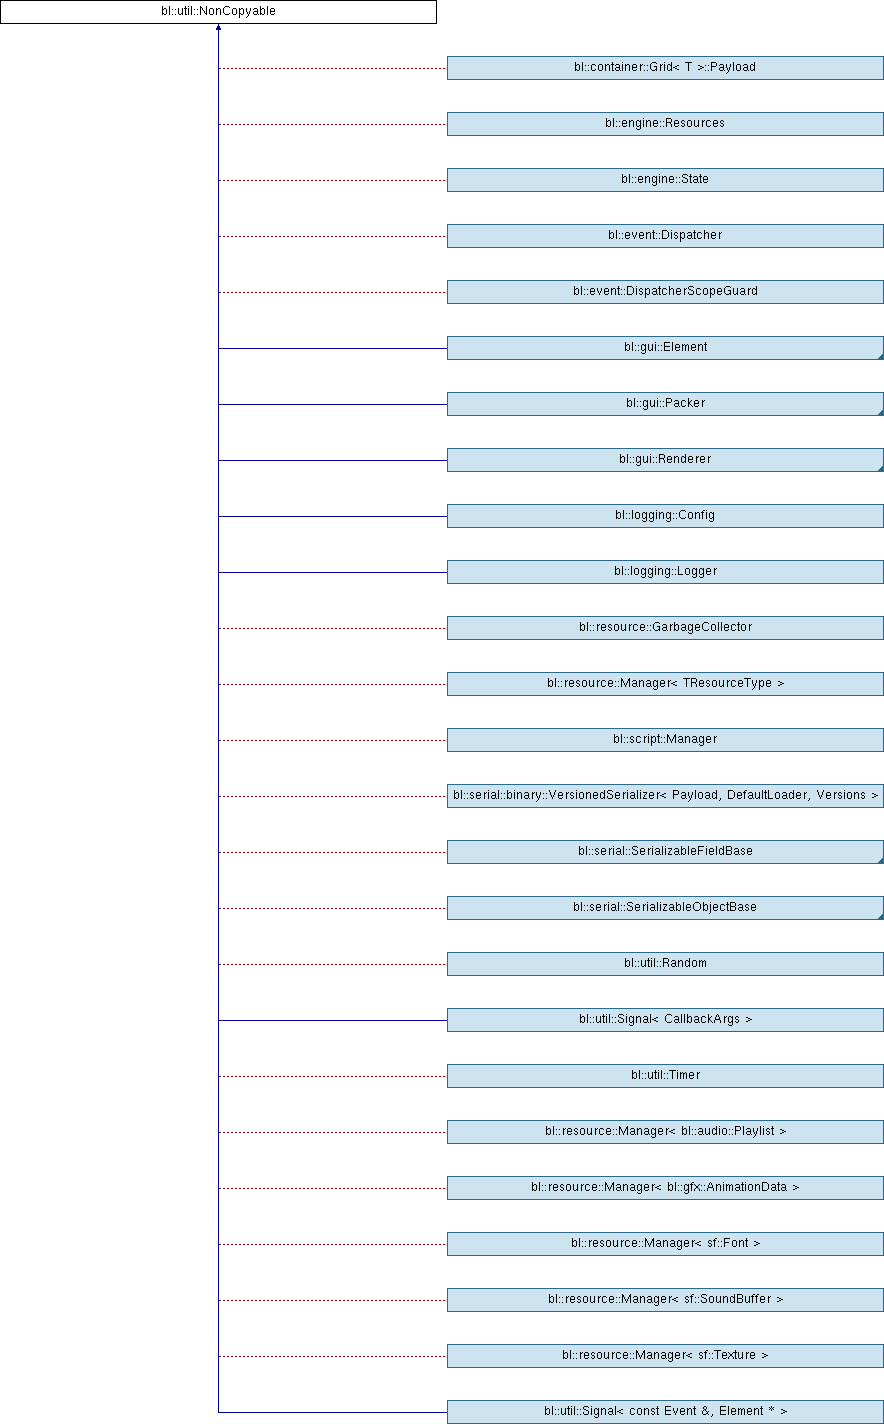 bl::util::NonCopyable
bl::container::Grid< T >::Payload
bl::engine::Resources
bl::engine::State
bl::event::Dispatcher
bl::event::DispatcherScopeGuard
bl::gui::Element
bl::gui::Packer
bl::gui::Renderer
bl::logging::Config
bl::logging::Logger
bl::resource::GarbageCollector
bl::resource::Manager< TResourceType >
bl::script::Manager
bl::serial::binary::VersionedSerializer< Payload, DefaultLoader, Versions >
bl::serial::SerializableFieldBase
bl::serial::SerializableObjectBase
bl::util::Random
bl::util::Signal< CallbackArgs >
bl::util::Timer
bl::resource::Manager< bl::audio::Playlist >
bl::resource::Manager< bl::gfx::AnimationData >
bl::resource::Manager< sf::Font >
bl::resource::Manager< sf::SoundBuffer >
bl::resource::Manager< sf::Texture >
bl::util::Signal< const Event &, Element * >